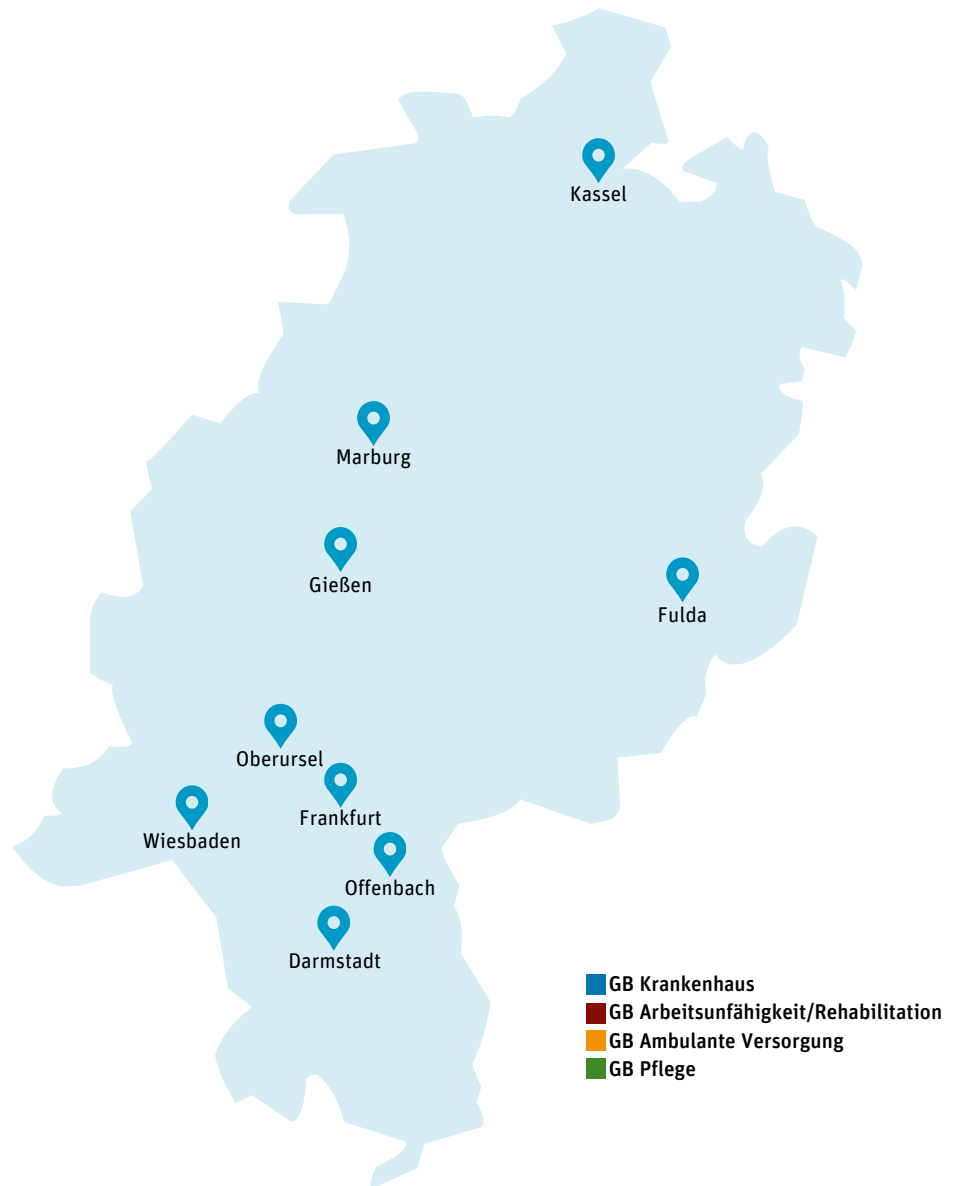 Kassel
Marburg
Gießen
Fulda
Oberursel
Frankfurt
Wiesbaden
Offenbach
Darmstadt
GB Krankenhaus
GB Arbeitsunfähigkeit/Rehabilitation
GB Ambulante Versorgung
GB Pflege